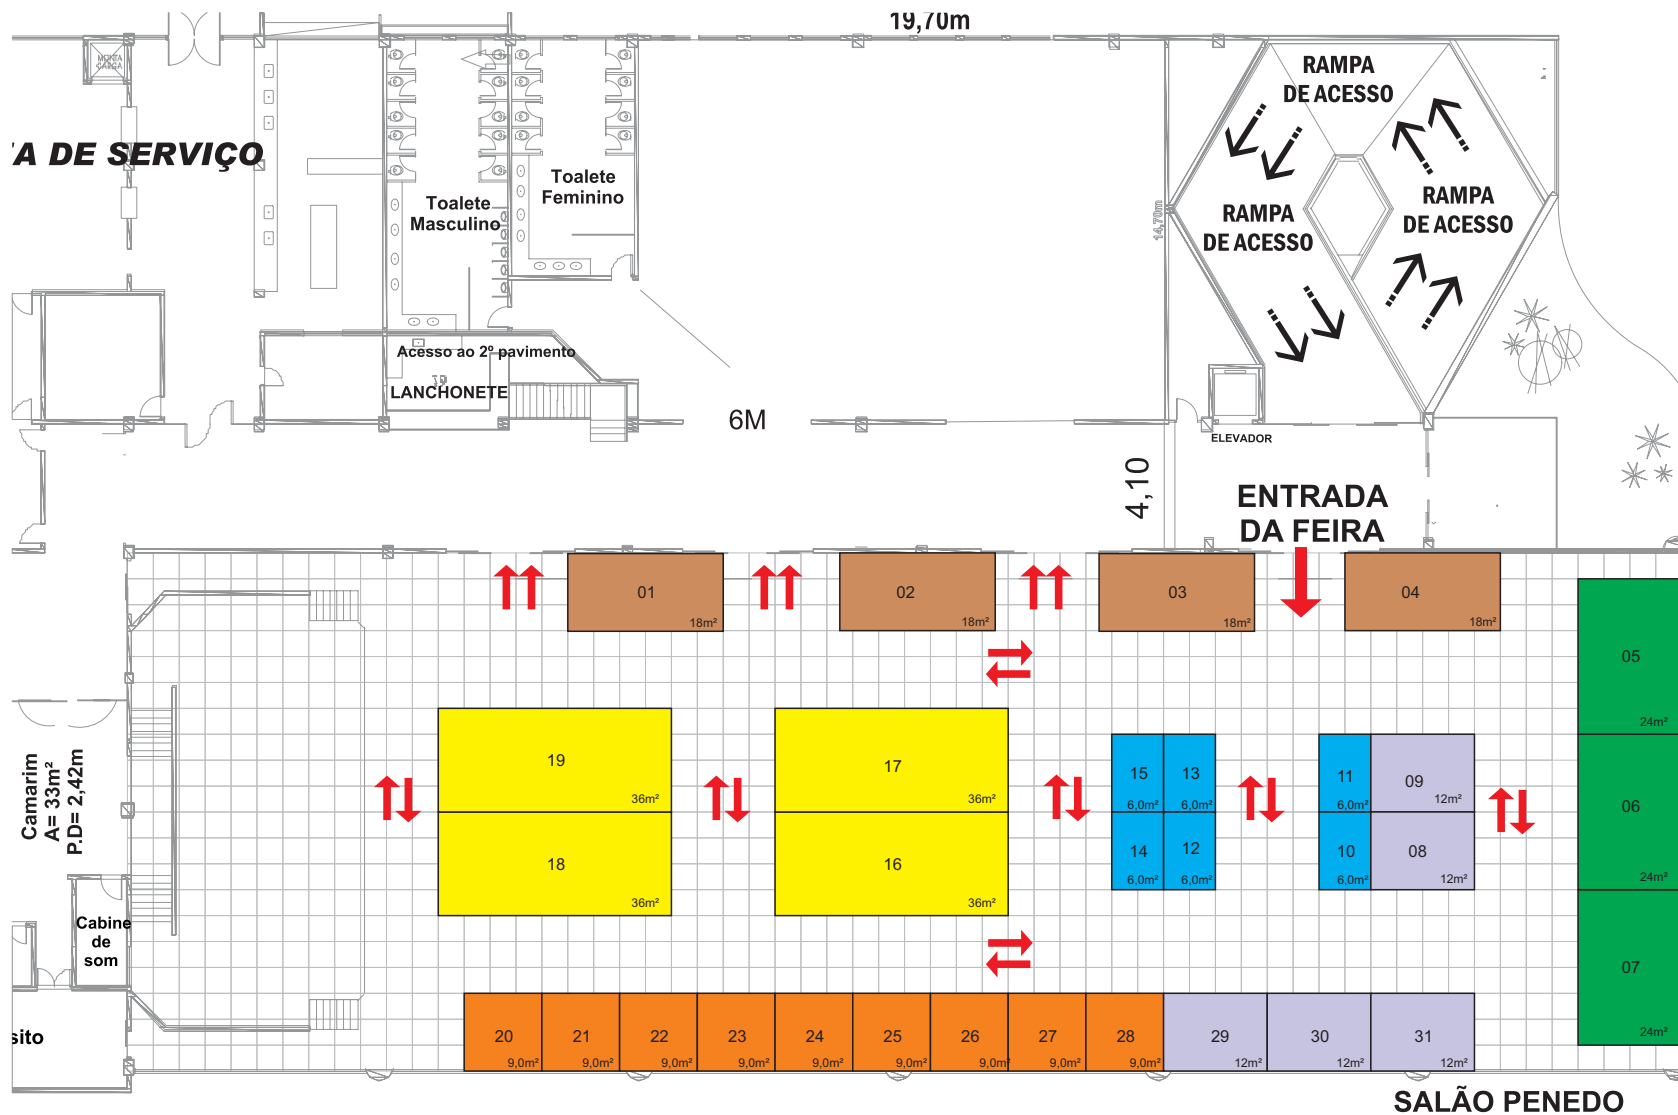 19,70m
MONTA
CARGA
RAMPA
DE ACESSO
A DE SERVIÇO
Toalete
Feminino
Toalete
Masculino
RAMPA
DE ACESSO
RAMPA
DE ACESSO
14,70m
Acesso ao 2º pavimento
LANCHONETE
6M
ELEVADOR
4,10
ENTRADA
DA FEIRA
01
18m²
02
18m²
03
18m²
04
18m²
05
24m²
19
36m²
17
36m²
15
6,0m²
13
6,0m²
11
6,0m²
09
12m²
06
24m²
Camarim
A= 33m²
P.D= 2,42m
18
36m²
16
36m²
14
6,0m²
12
6,0m²
10
6,0m²
08
12m²
Cabine
de
som
07
24m²
sito
20
9,0m²
21
9,0m²
22
9,0m²
23
9,0m²
24
9,0m²
25
9,0m²
26
9,0m²
27
9,0m²
28
9,0m²
29
12m²
30
12m²
31
12m²
SALÃO PENEDO